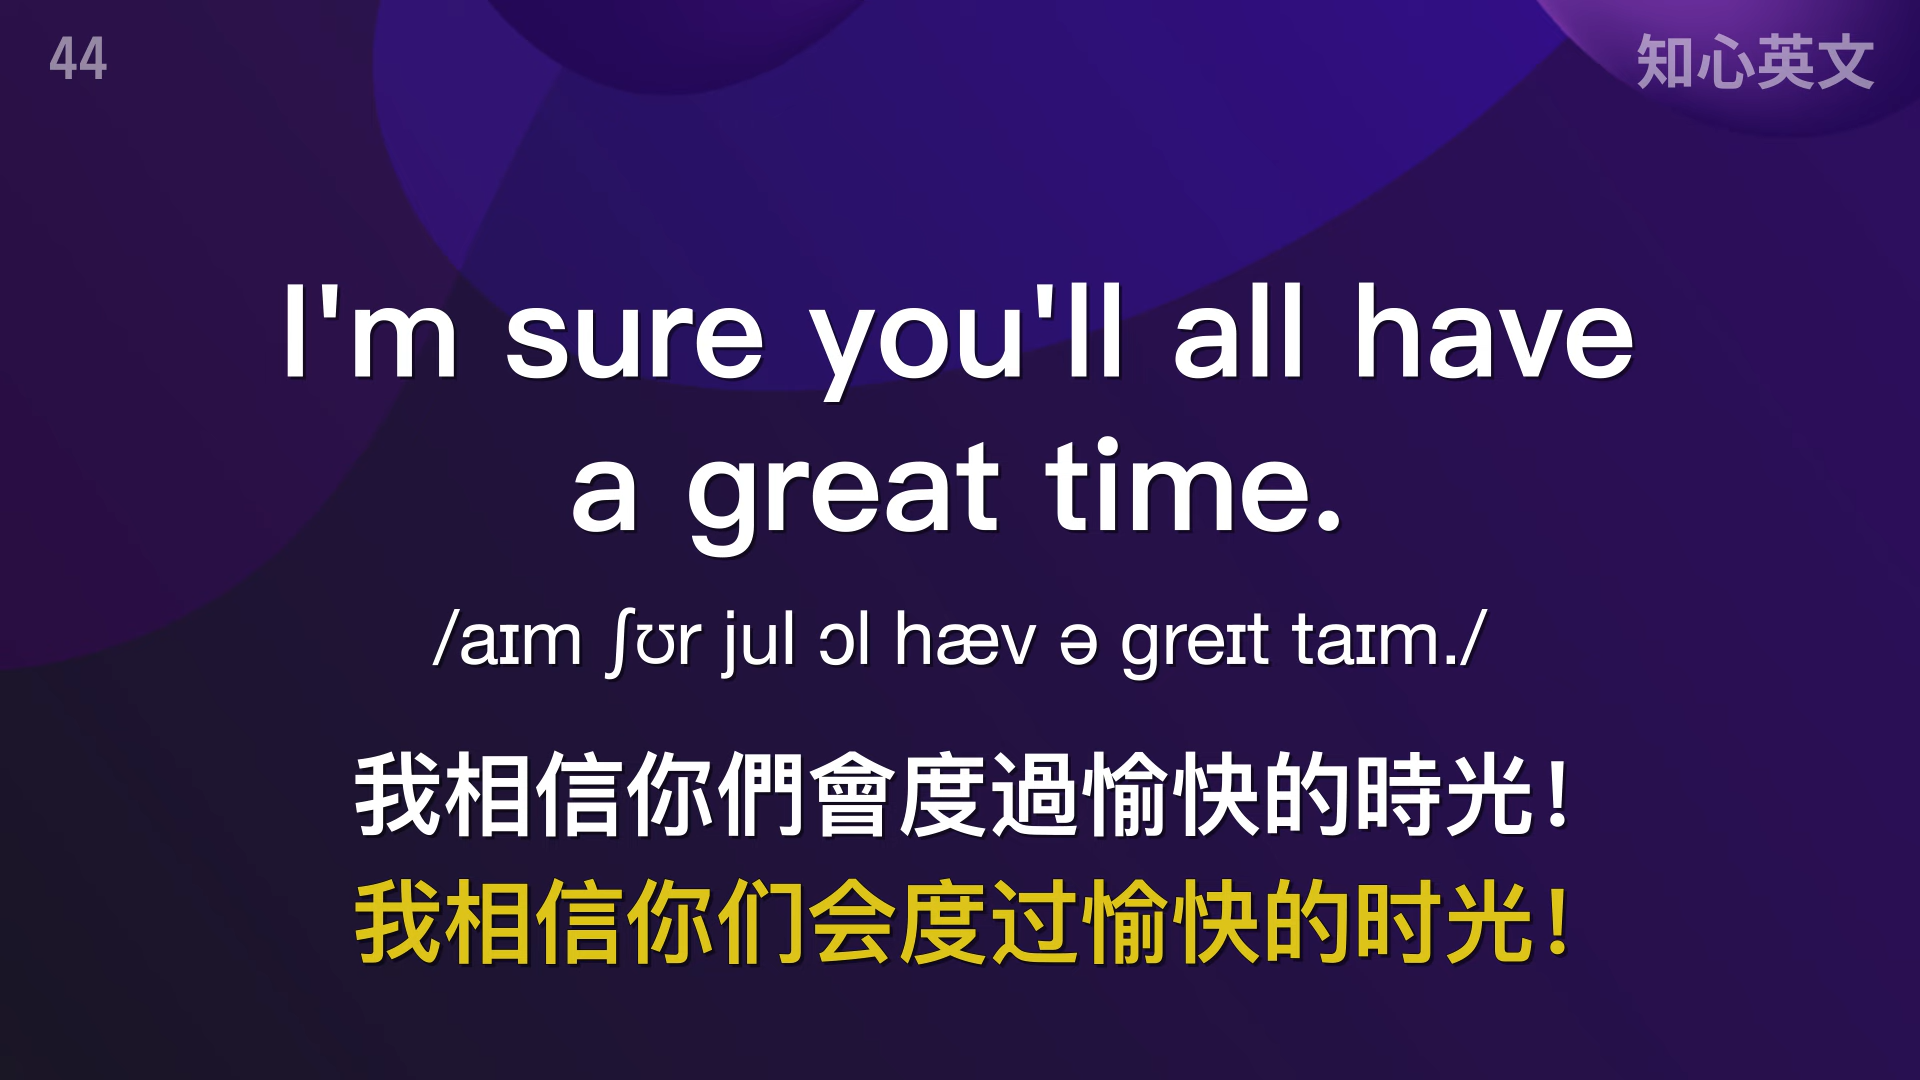 44
知心英文
I'm sure you'll all have
a great time.
/aɪm ʃʊr jul ɔl hæv ə greɪt taɪm./
我相信你們會度過愉快的時光！
我相信你们会度过愉快的时光！